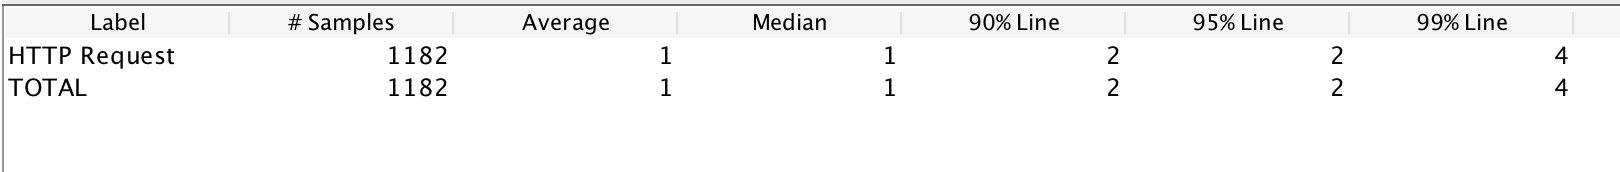 Label # Samples Average Median 90% Line 95% Line 99% Line
HTTP Request 1182 1 1 2 2 4
TOTAL 1182 1 1 2 2 4